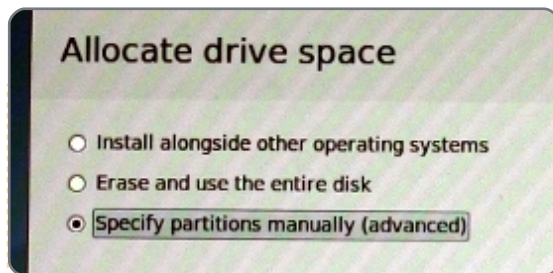 Allocate drive space
Install alongside other operating systems
Erase and use the entire disk
Specify partitions manually (advanced)